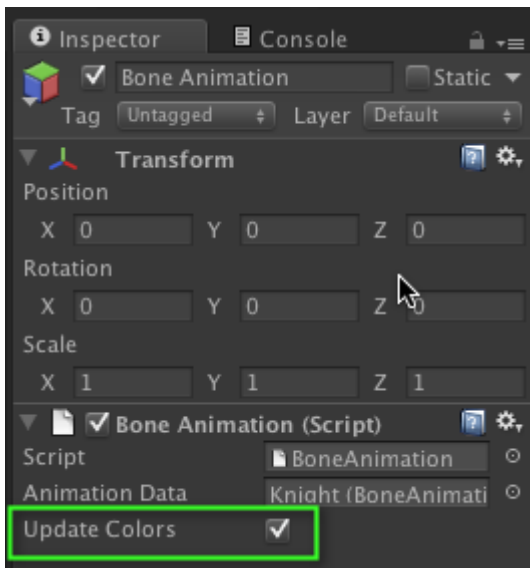 Inspector Console
Bone Animation Static
Tag Untagged Layer Default
Transform
Position
X 0 Y 0 Z 0
Rotation
X 0 Y 0 Z 0
Scale
X 1 Y 1 Z 1
Bone Animation (Script)
Script BoneAnimation
Animation Data Knight (BoneAnimati
Update Colors